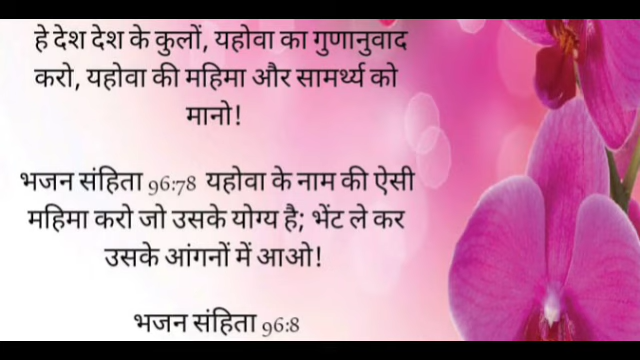 हे देश देश के कुलों, यहोवा का गुणानुवाद
करो, यहोवा की महिमा और सामर्थ्य को
मानो!
भजन संहिता 96:78 यहोवा के नाम की ऐसी
महिमा करो जो उसके योग्य है; भेंट ले कर
उसके आंगनों में आओ!
भजन संहिता 96:8